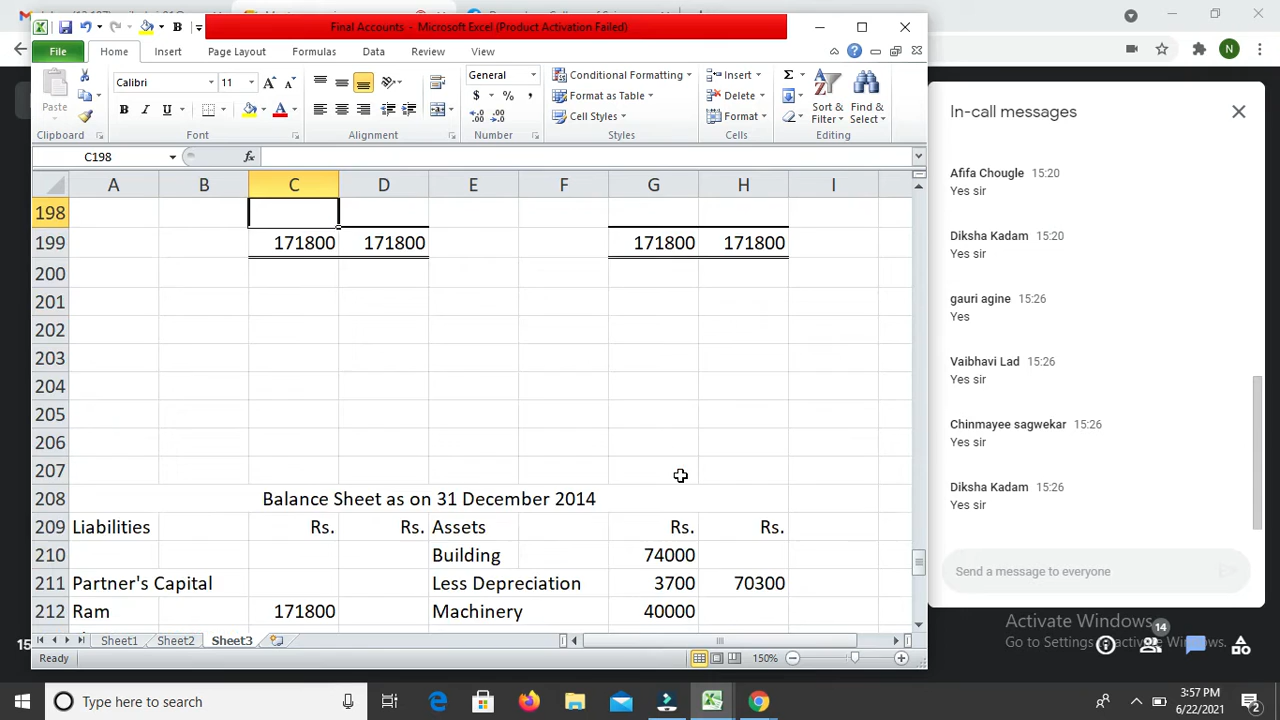 Final Accounts - Microsoft Excel (Product Activation Failed)
File Home Insert Page Layout Formulas Data Review View
Calibri 11 General Conditional Formatting Insert
Paste Format as Table Delete Sort & Filter Find & Select
B I U $ % , Cell Styles Format
Clipboard Font Alignment Number Styles Cells Editing
C198 fx
A B C D E F G H I
198
199 171800 171800 171800 171800
200
201
202
203
204
205
206
207
208 Balance Sheet as on 31 December 2014
209 Liabilities Rs. Rs. Assets Rs. Rs.
210 Building 74000
211 Partner's Capital Less Depreciation 3700 70300
212 Ram 171800 Machinery 40000
Sheet1 Sheet2 Sheet3
Ready 150%
N
In-call messages
Afifa Chougle 15:20
Yes sir
Diksha Kadam 15:20
Yes sir
gauri agine 15:26
Yes
Vaibhavi Lad 15:26
Yes sir
Chinmayee sagwekar 15:26
Yes sir
Diksha Kadam 15:26
Yes sir
Send a message to everyone
Activate Windows
Go to Settings to activate Windows.
14
15
Type here to search
3:57 PM
6/22/2021
2